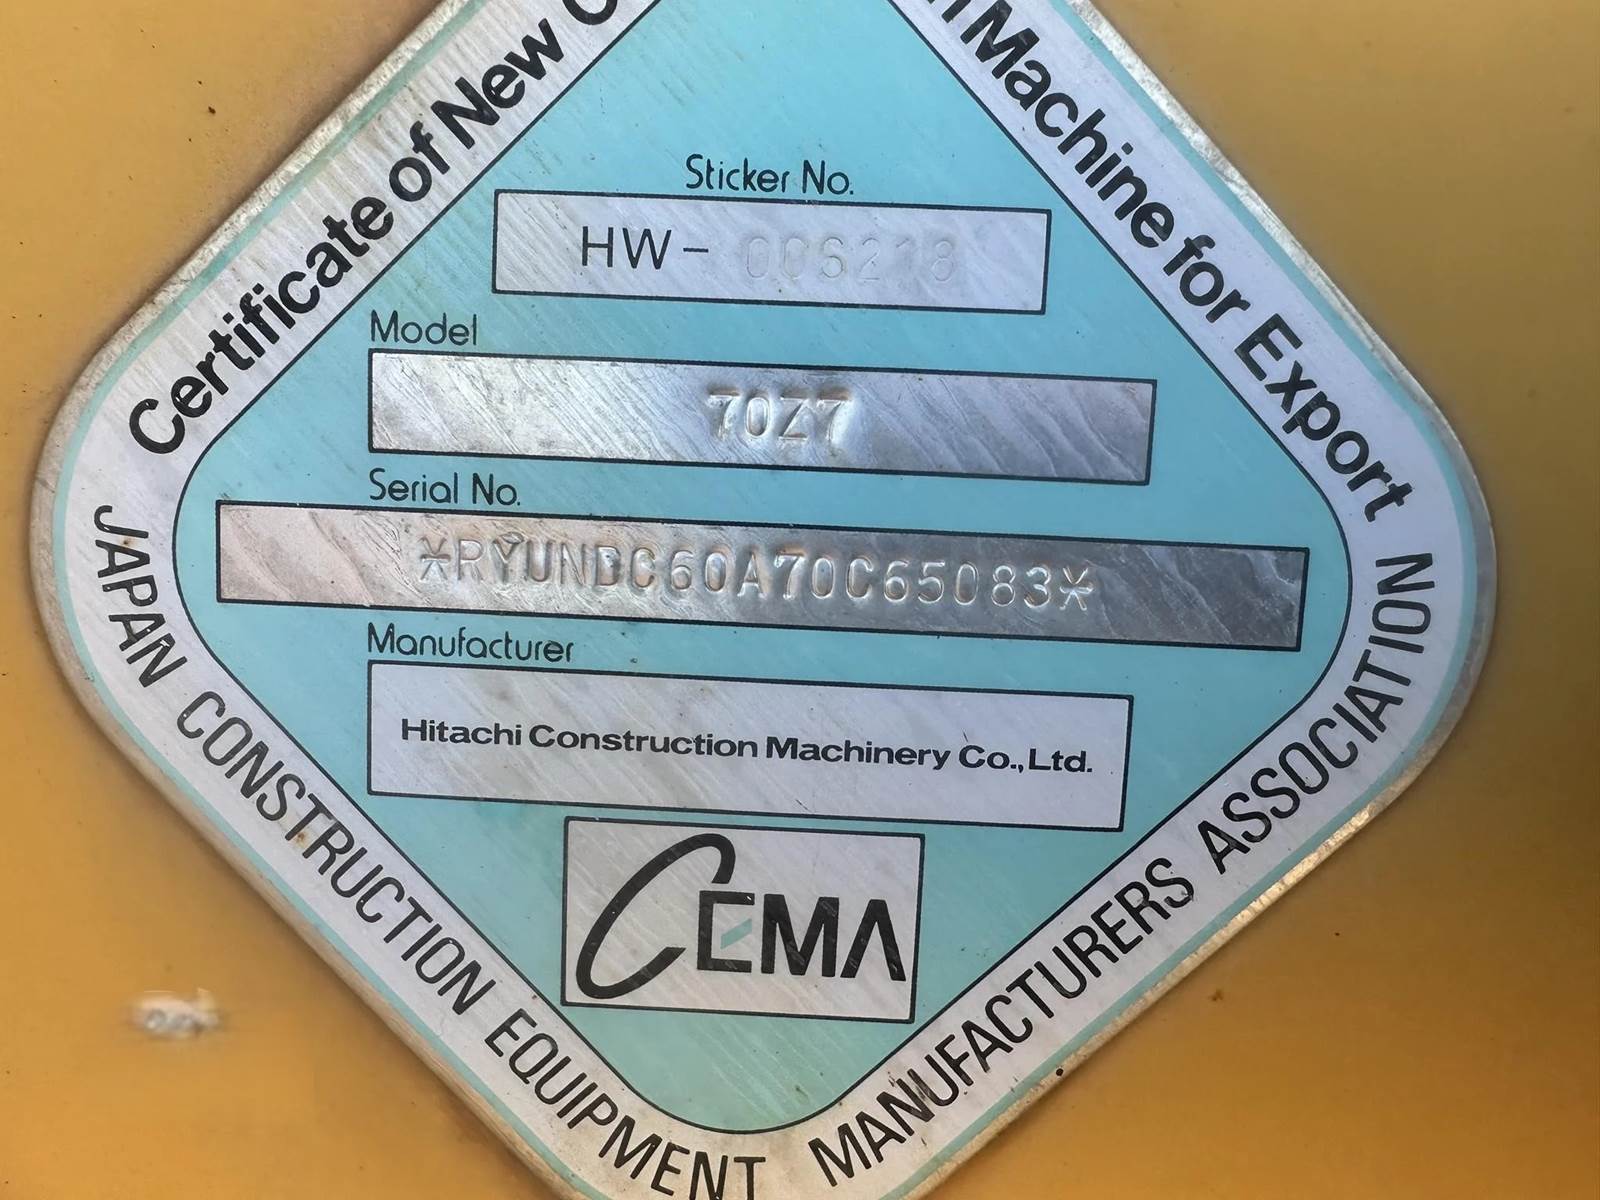 Certificate of New
Machine for Export
Sticker No.
HW- 006218
Model
70Z7
Serial No.
*RYUNDC60A70C65083*
Manufacturer
Hitachi Construction Machinery Co., Ltd.
CEMA
JAPAN CONSTRUCTION EQUIPMENT MANUFACTURERS ASSOCIATION